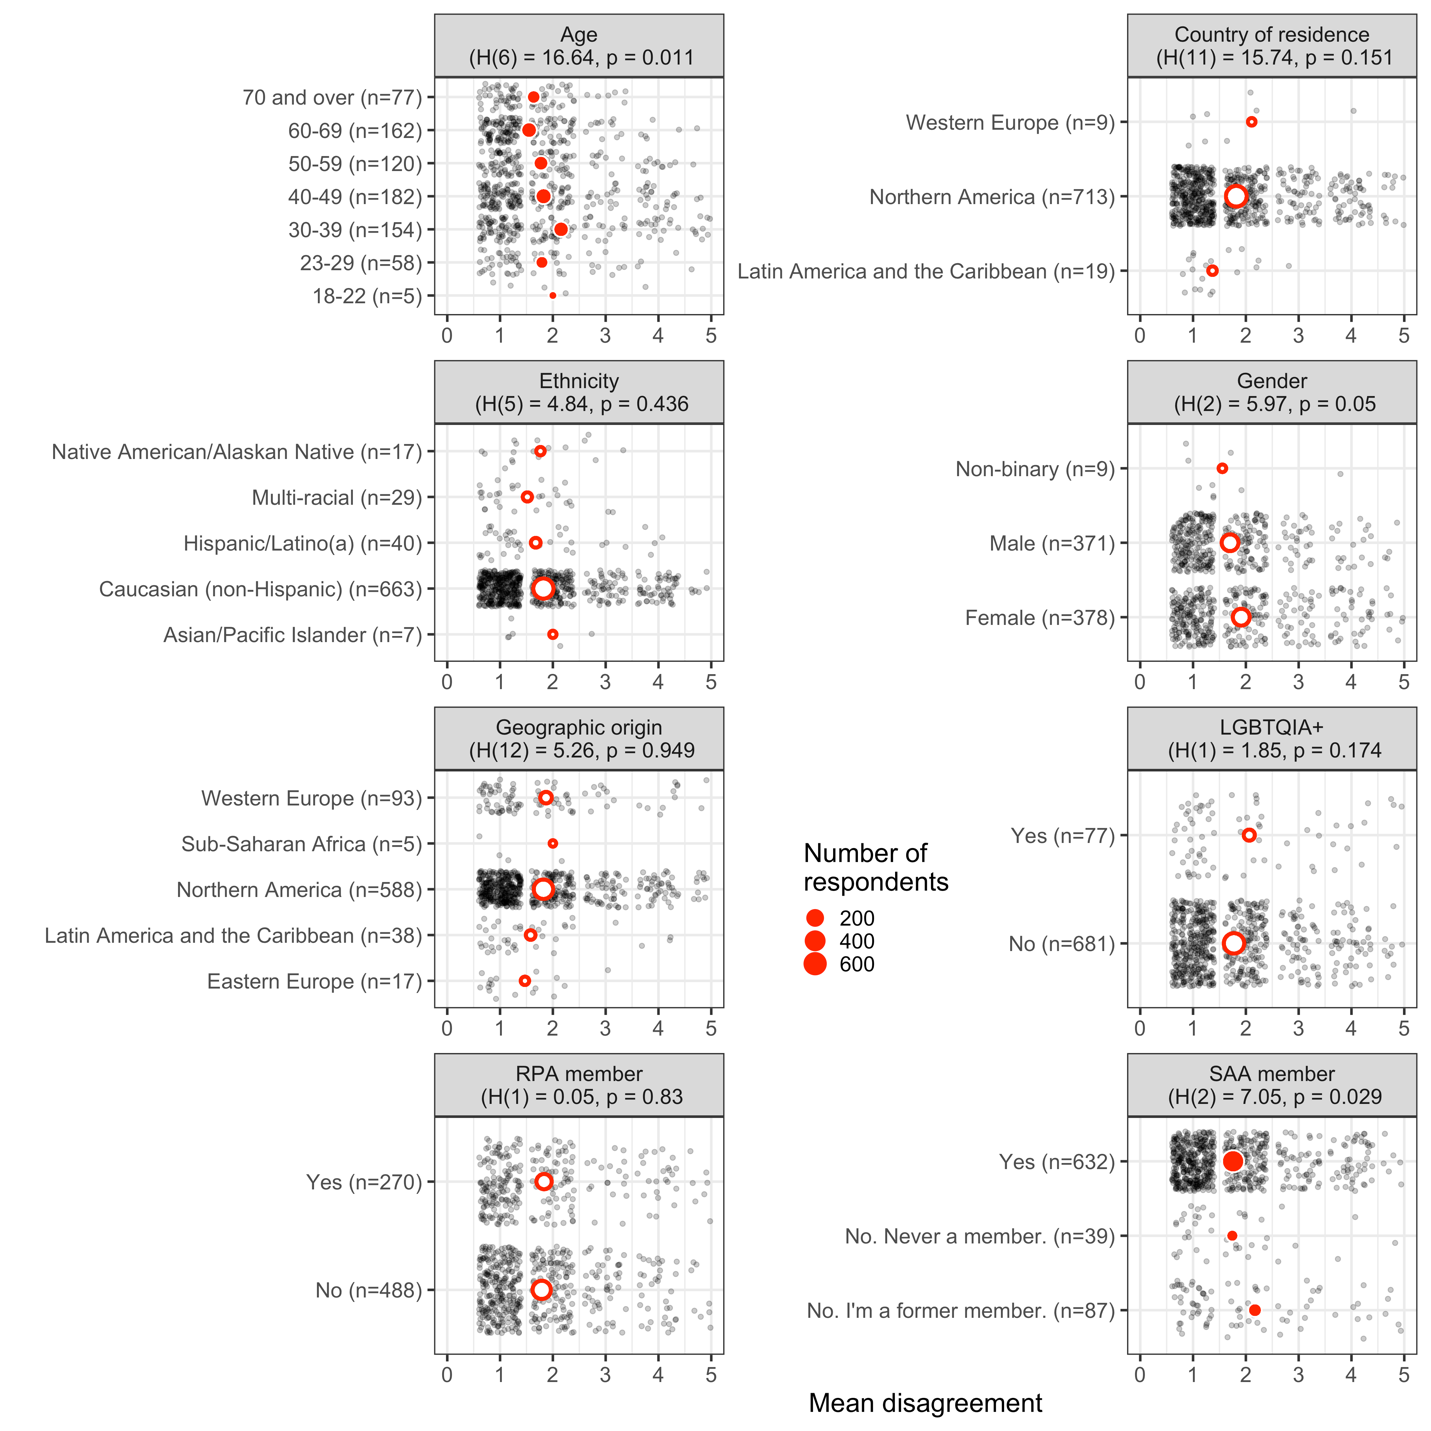 Age
(H(6) = 16.64, p = 0.011
70 and over (n=77)
60-69 (n=162)
50-59 (n=120)
40-49 (n=182)
30-39 (n=154)
23-29 (n=58)
18-22 (n=5)
0 1 2 3 4 5
Country of residence
(H(11) = 15.74, p = 0.151
Western Europe (n=9)
Northern America (n=713)
Latin America and the Caribbean (n=19)
0 1 2 3 4 5
Ethnicity
(H(5) = 4.84, p = 0.436
Native American/Alaskan Native (n=17)
Multi-racial (n=29)
Hispanic/Latino(a) (n=40)
Caucasian (non-Hispanic) (n=663)
Asian/Pacific Islander (n=7)
0 1 2 3 4 5
Gender
(H(2) = 5.97, p = 0.05
Non-binary (n=9)
Male (n=371)
Female (n=378)
0 1 2 3 4 5
Geographic origin
(H(12) = 5.26, p = 0.949
Western Europe (n=93)
Sub-Saharan Africa (n=5)
Northern America (n=588)
Latin America and the Caribbean (n=38)
Eastern Europe (n=17)
0 1 2 3 4 5
Number of
respondents
200
400
600
LGBTQIA+
(H(1) = 1.85, p = 0.174
Yes (n=77)
No (n=681)
0 1 2 3 4 5
RPA member
(H(1) = 0.05, p = 0.83
Yes (n=270)
No (n=488)
0 1 2 3 4 5
SAA member
(H(2) = 7.05, p = 0.029
Yes (n=632)
No. Never a member. (n=39)
No. I'm a former member. (n=87)
0 1 2 3 4 5
Mean disagreement